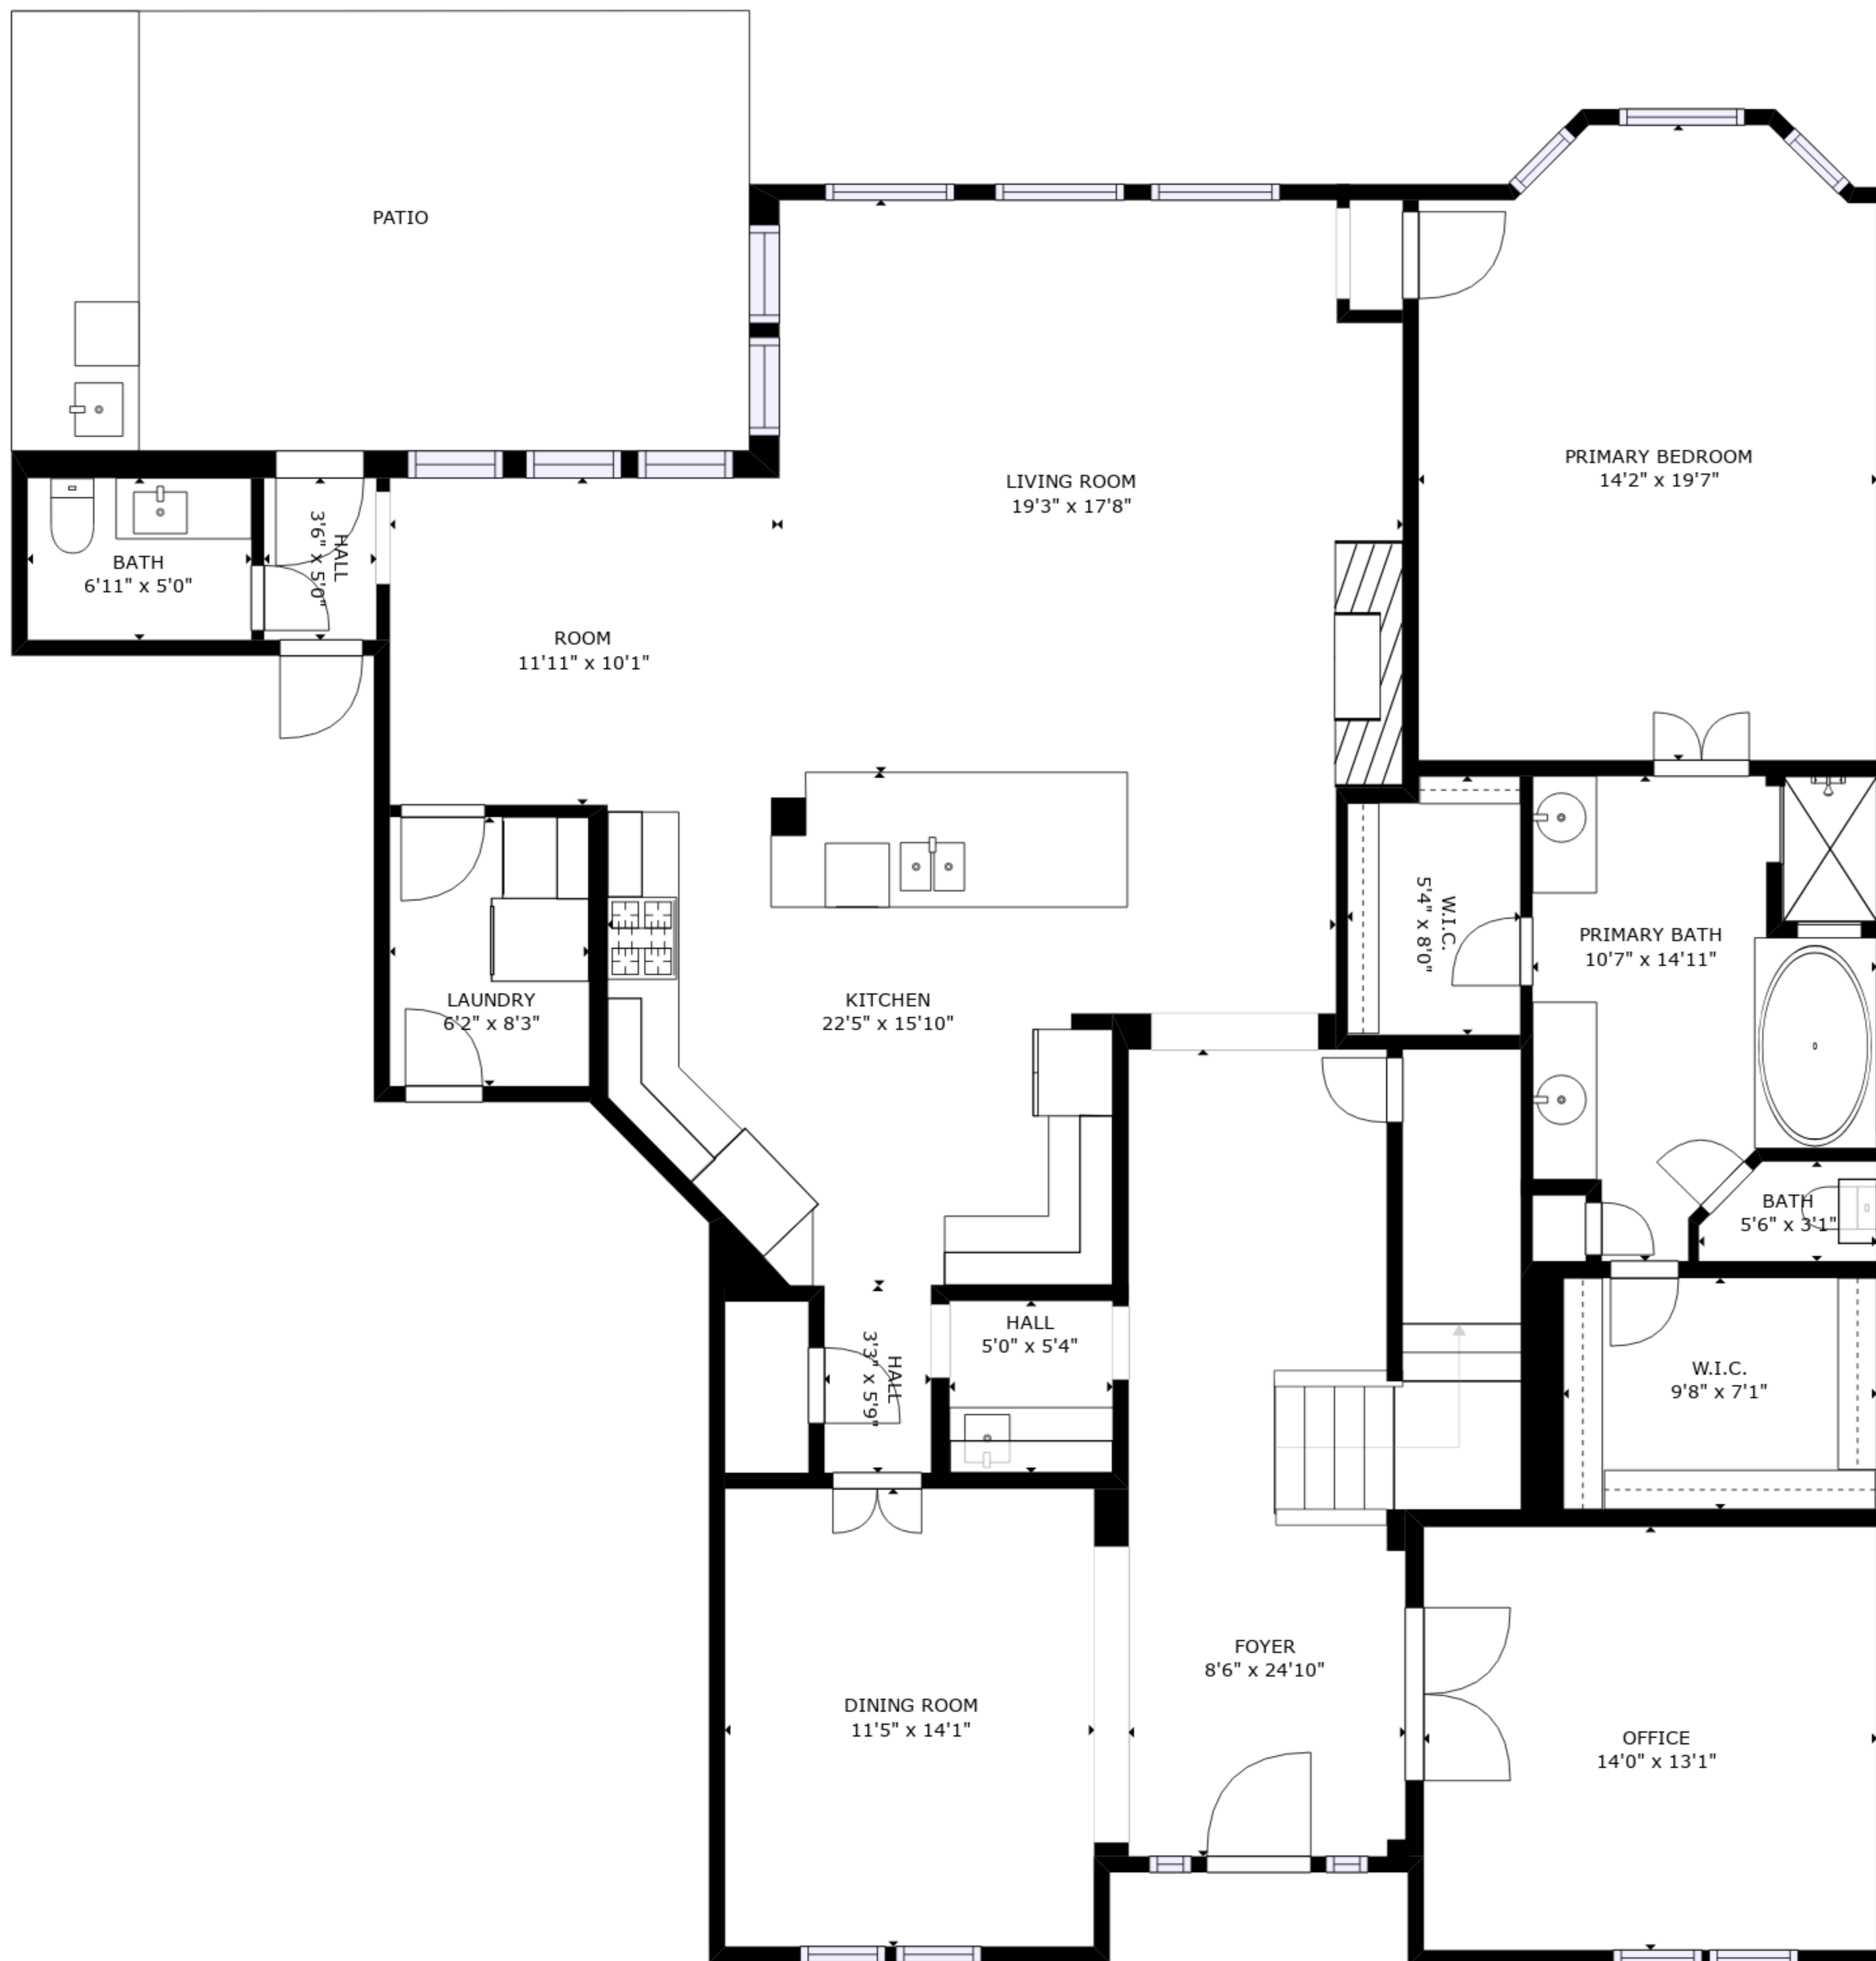 PATIO
PRIMARY BEDROOM
14'2" x 19'7"
LIVING ROOM
19'3" x 17'8"
HALL
3'6" x 5'0"
BATH
6'11" x 5'0"
ROOM
11'11" x 10'1"
W.I.C.
5'4" x 8'0"
PRIMARY BATH
10'7" x 14'11"
LAUNDRY
6'2" x 8'3"
KITCHEN
22'5" x 15'10"
BATH
5'6" x 3'1"
HALL
5'0" x 5'4"
HALL
3'3" x 5'9"
W.I.C.
9'8" x 7'1"
FOYER
8'6" x 24'10"
DINING ROOM
11'5" x 14'1"
OFFICE
14'0" x 13'1"